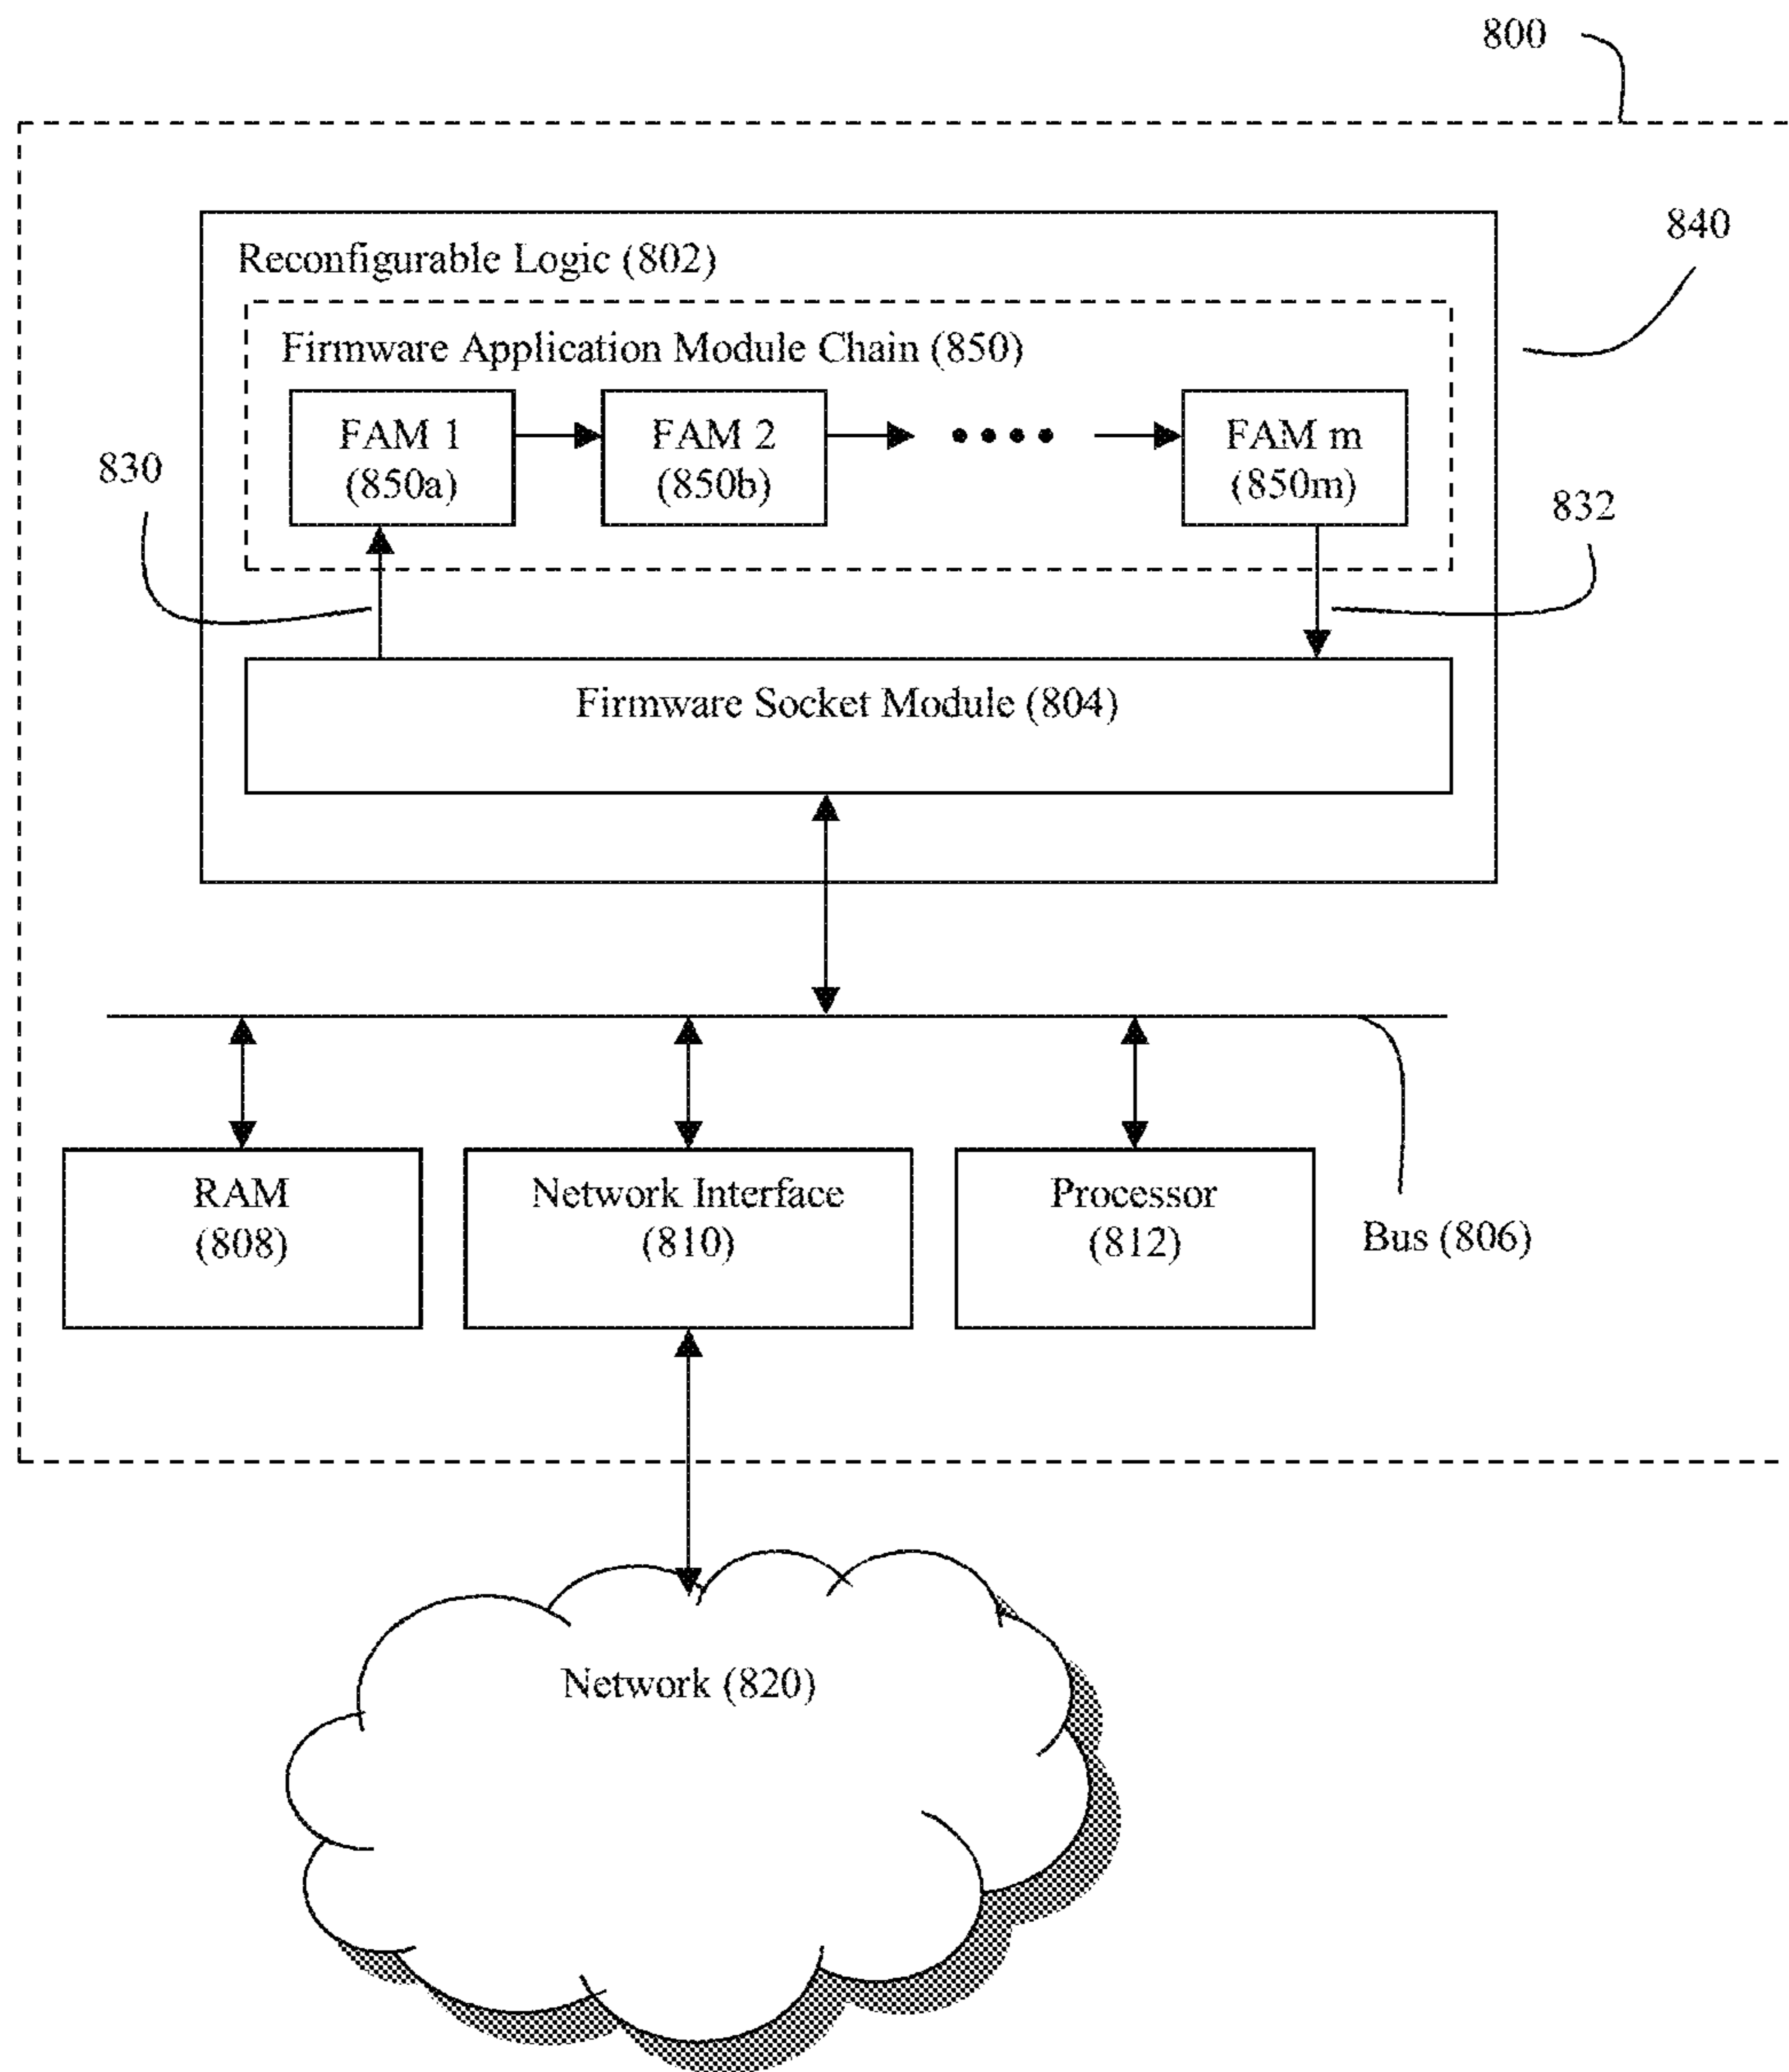 800
840
Reconfigurable Logic (802)
Firmware Application Module Chain (850)
FAM 1
(850a)
FAM 2
(850b)
FAM m
(850m)
830
832
Firmware Socket Module (804)
RAM
(808)
Network Interface
(810)
Processor
(812)
Bus (806)
Network (820)